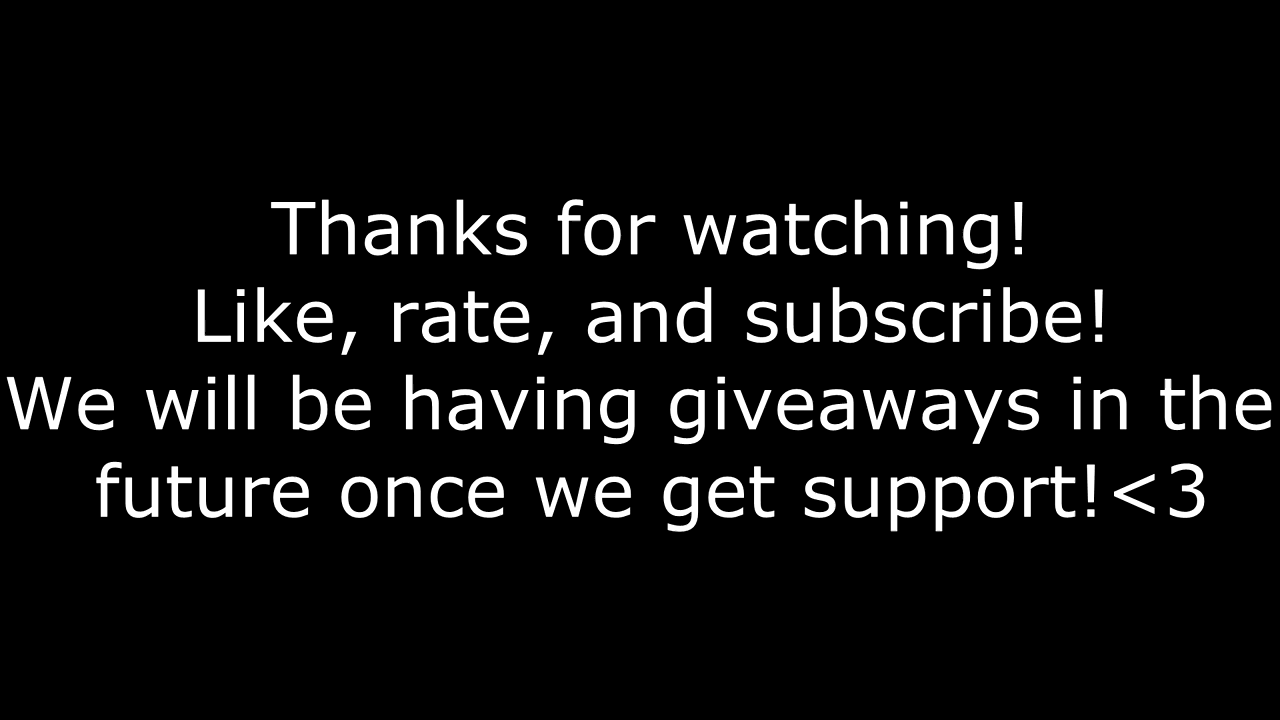 Thanks for watching!
Like, rate, and subscribe!
We will be having giveaways in the
future once we get support!<3